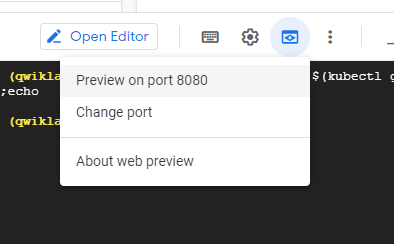 Open Editor
Preview on port 8080
Change port
About web preview
(qwikla
$(kubectl g
;echo
(qwikla